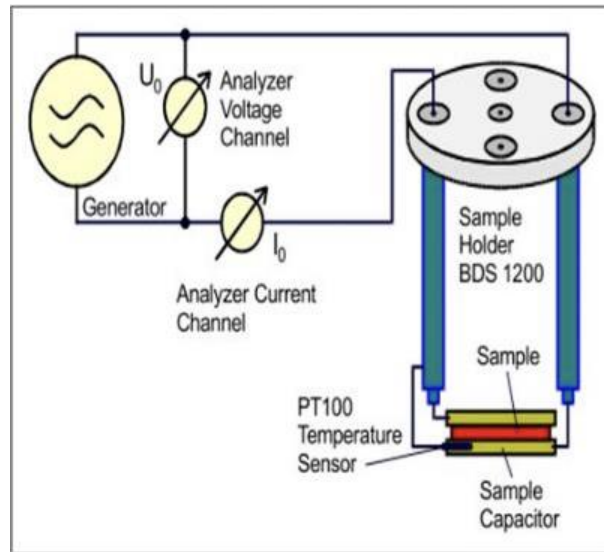 U0
Analyzer
Voltage
Channel
Generator
I0
Analyzer Current
Channel
Sample
Holder
BDS 1200
Sample
PT100
Temperature
Sensor
Sample
Capacitor